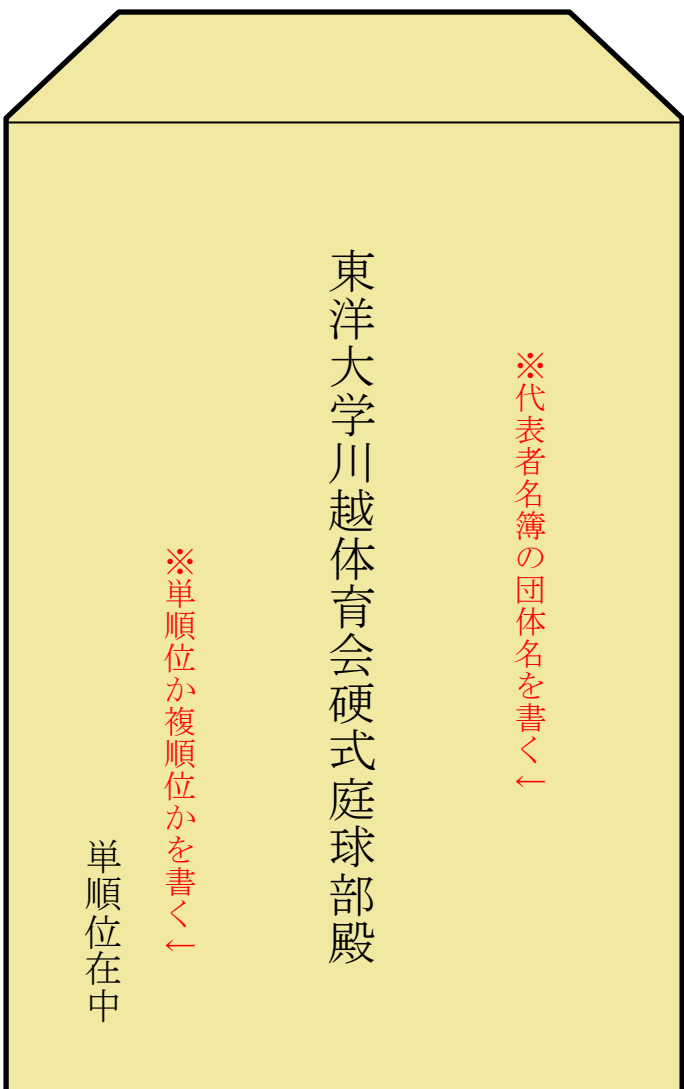 ※代表者名簿の団体名を書く←
東洋大学川越体育会硬式庭球部殿
※単順位か複順位かを書く←
単順位在中